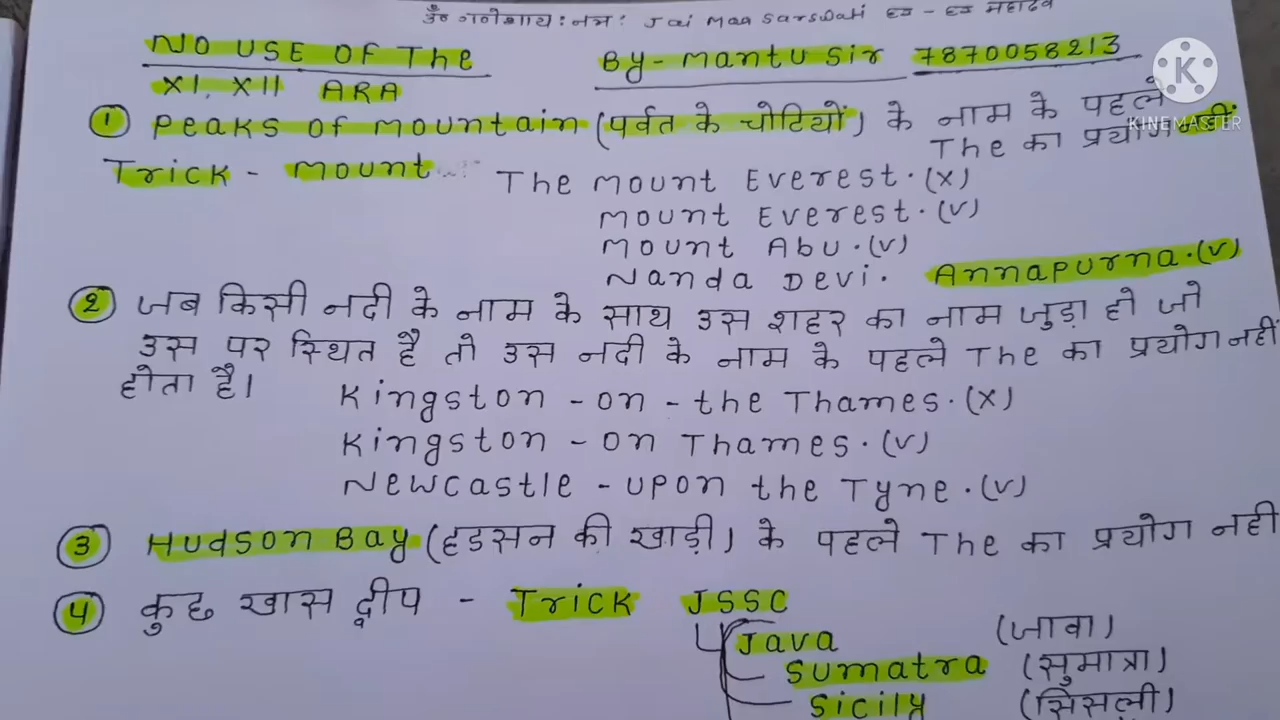 ॐ गणेशाय: नम: Jai Maa Sarswati हर - हर महादेव
NO USE OF The By- Mantu Sir 7870058213
XI, XII ARA
① Peaks of mountain (पर्वत के चोटियों) के नाम के पहले
The का प्रयोग नहीं
KINEMASTER
Trick - Mount The Mount Everest. (x)
Mount Everest. (v)
Mount Abu. (v)
Nanda Devi. Annapurna. (v)
② जब किसी नदी के नाम के साथ उस शहर का नाम जुड़ा हो जो
उस पर स्थित है तो उस नदी के नाम के पहले The का प्रयोग नहीं
होता है।
Kingston - on - the Thames. (x)
Kingston - on Thames. (v)
Newcastle - upon the Tyne. (v)
③ Hudson Bay (हडसन की खाड़ी) के पहले The का प्रयोग नही
④ कुछ खास द्वीप - Trick JSSC
Java (जावा)
Sumatra (सुमात्रा)
Sicily (सिसली)